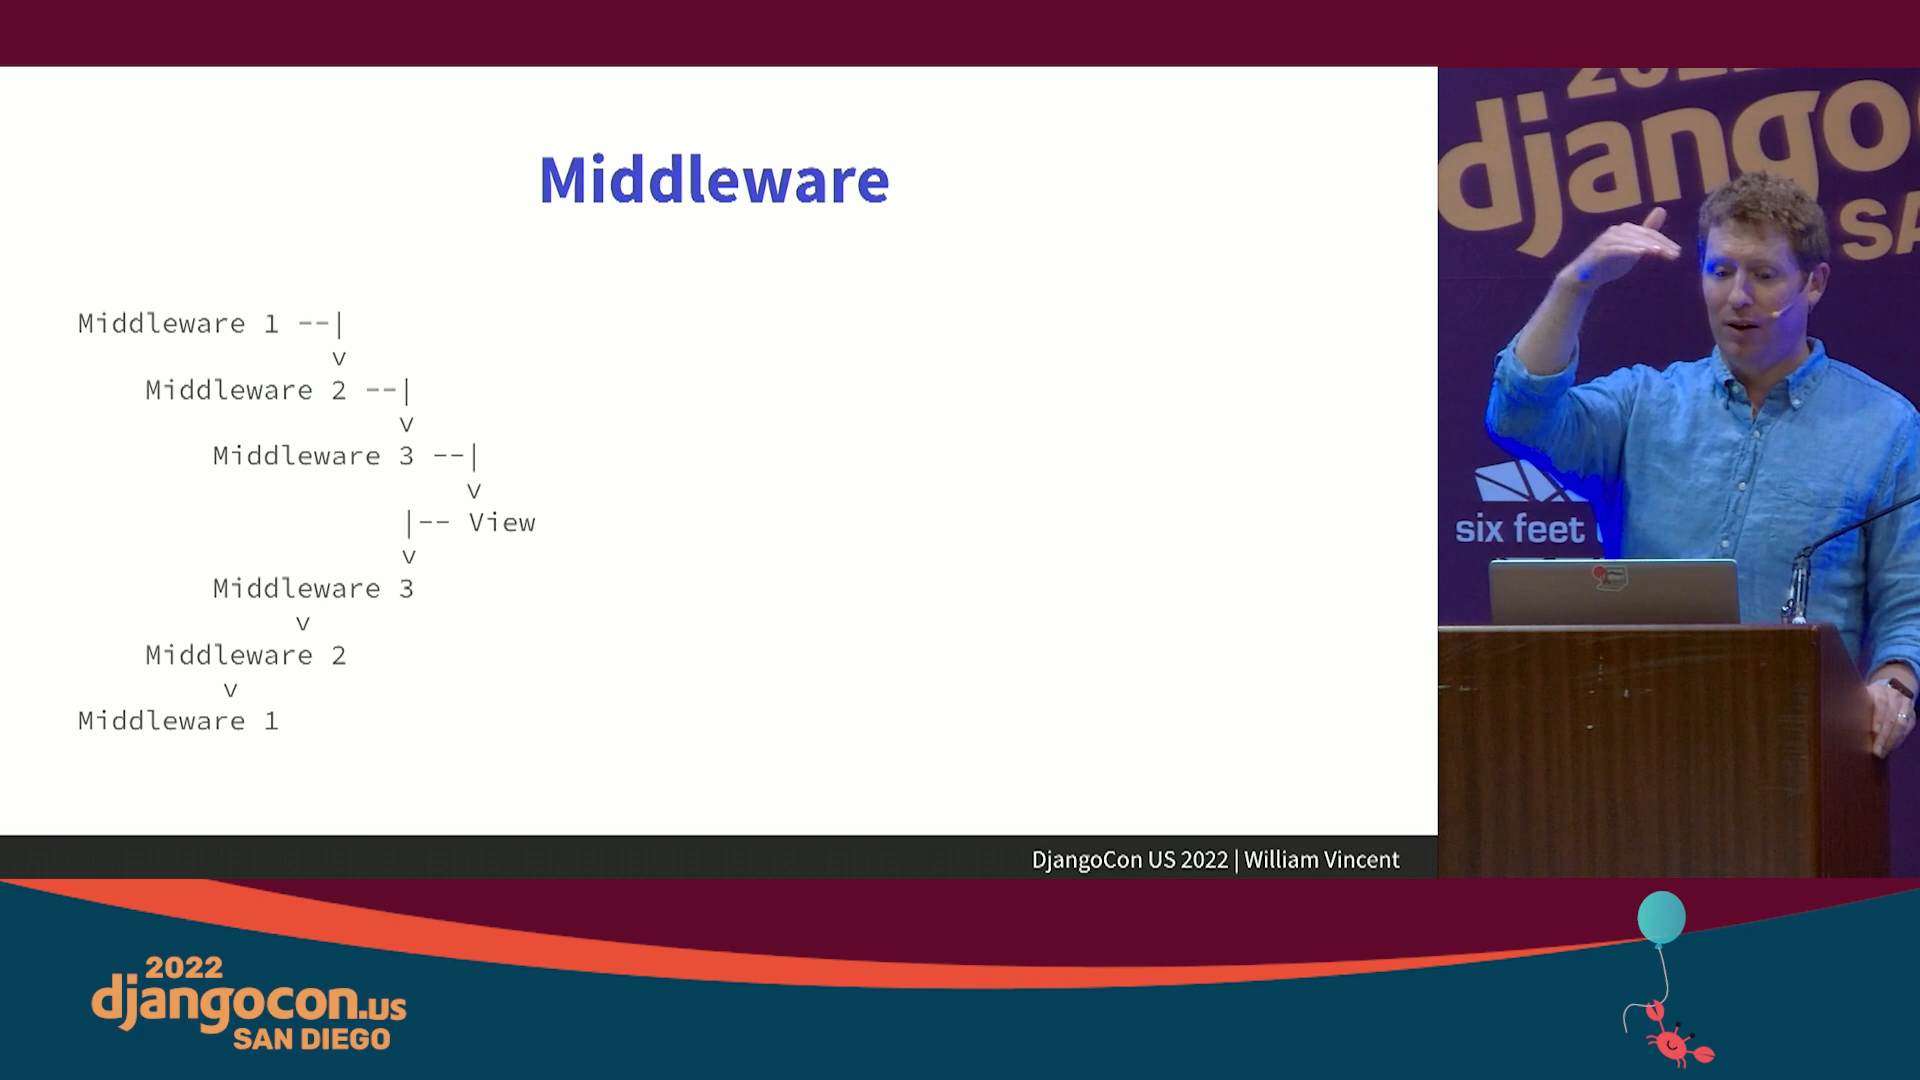 Middleware
Middleware 1 --|
v
Middleware 2 --|
v
Middleware 3 --|
v
|-- View
v
Middleware 3
v
Middleware 2
v
Middleware 1
DjangoCon US 2022 | William Vincent
django
six feet
2022
djangocon.us
SAN DIEGO